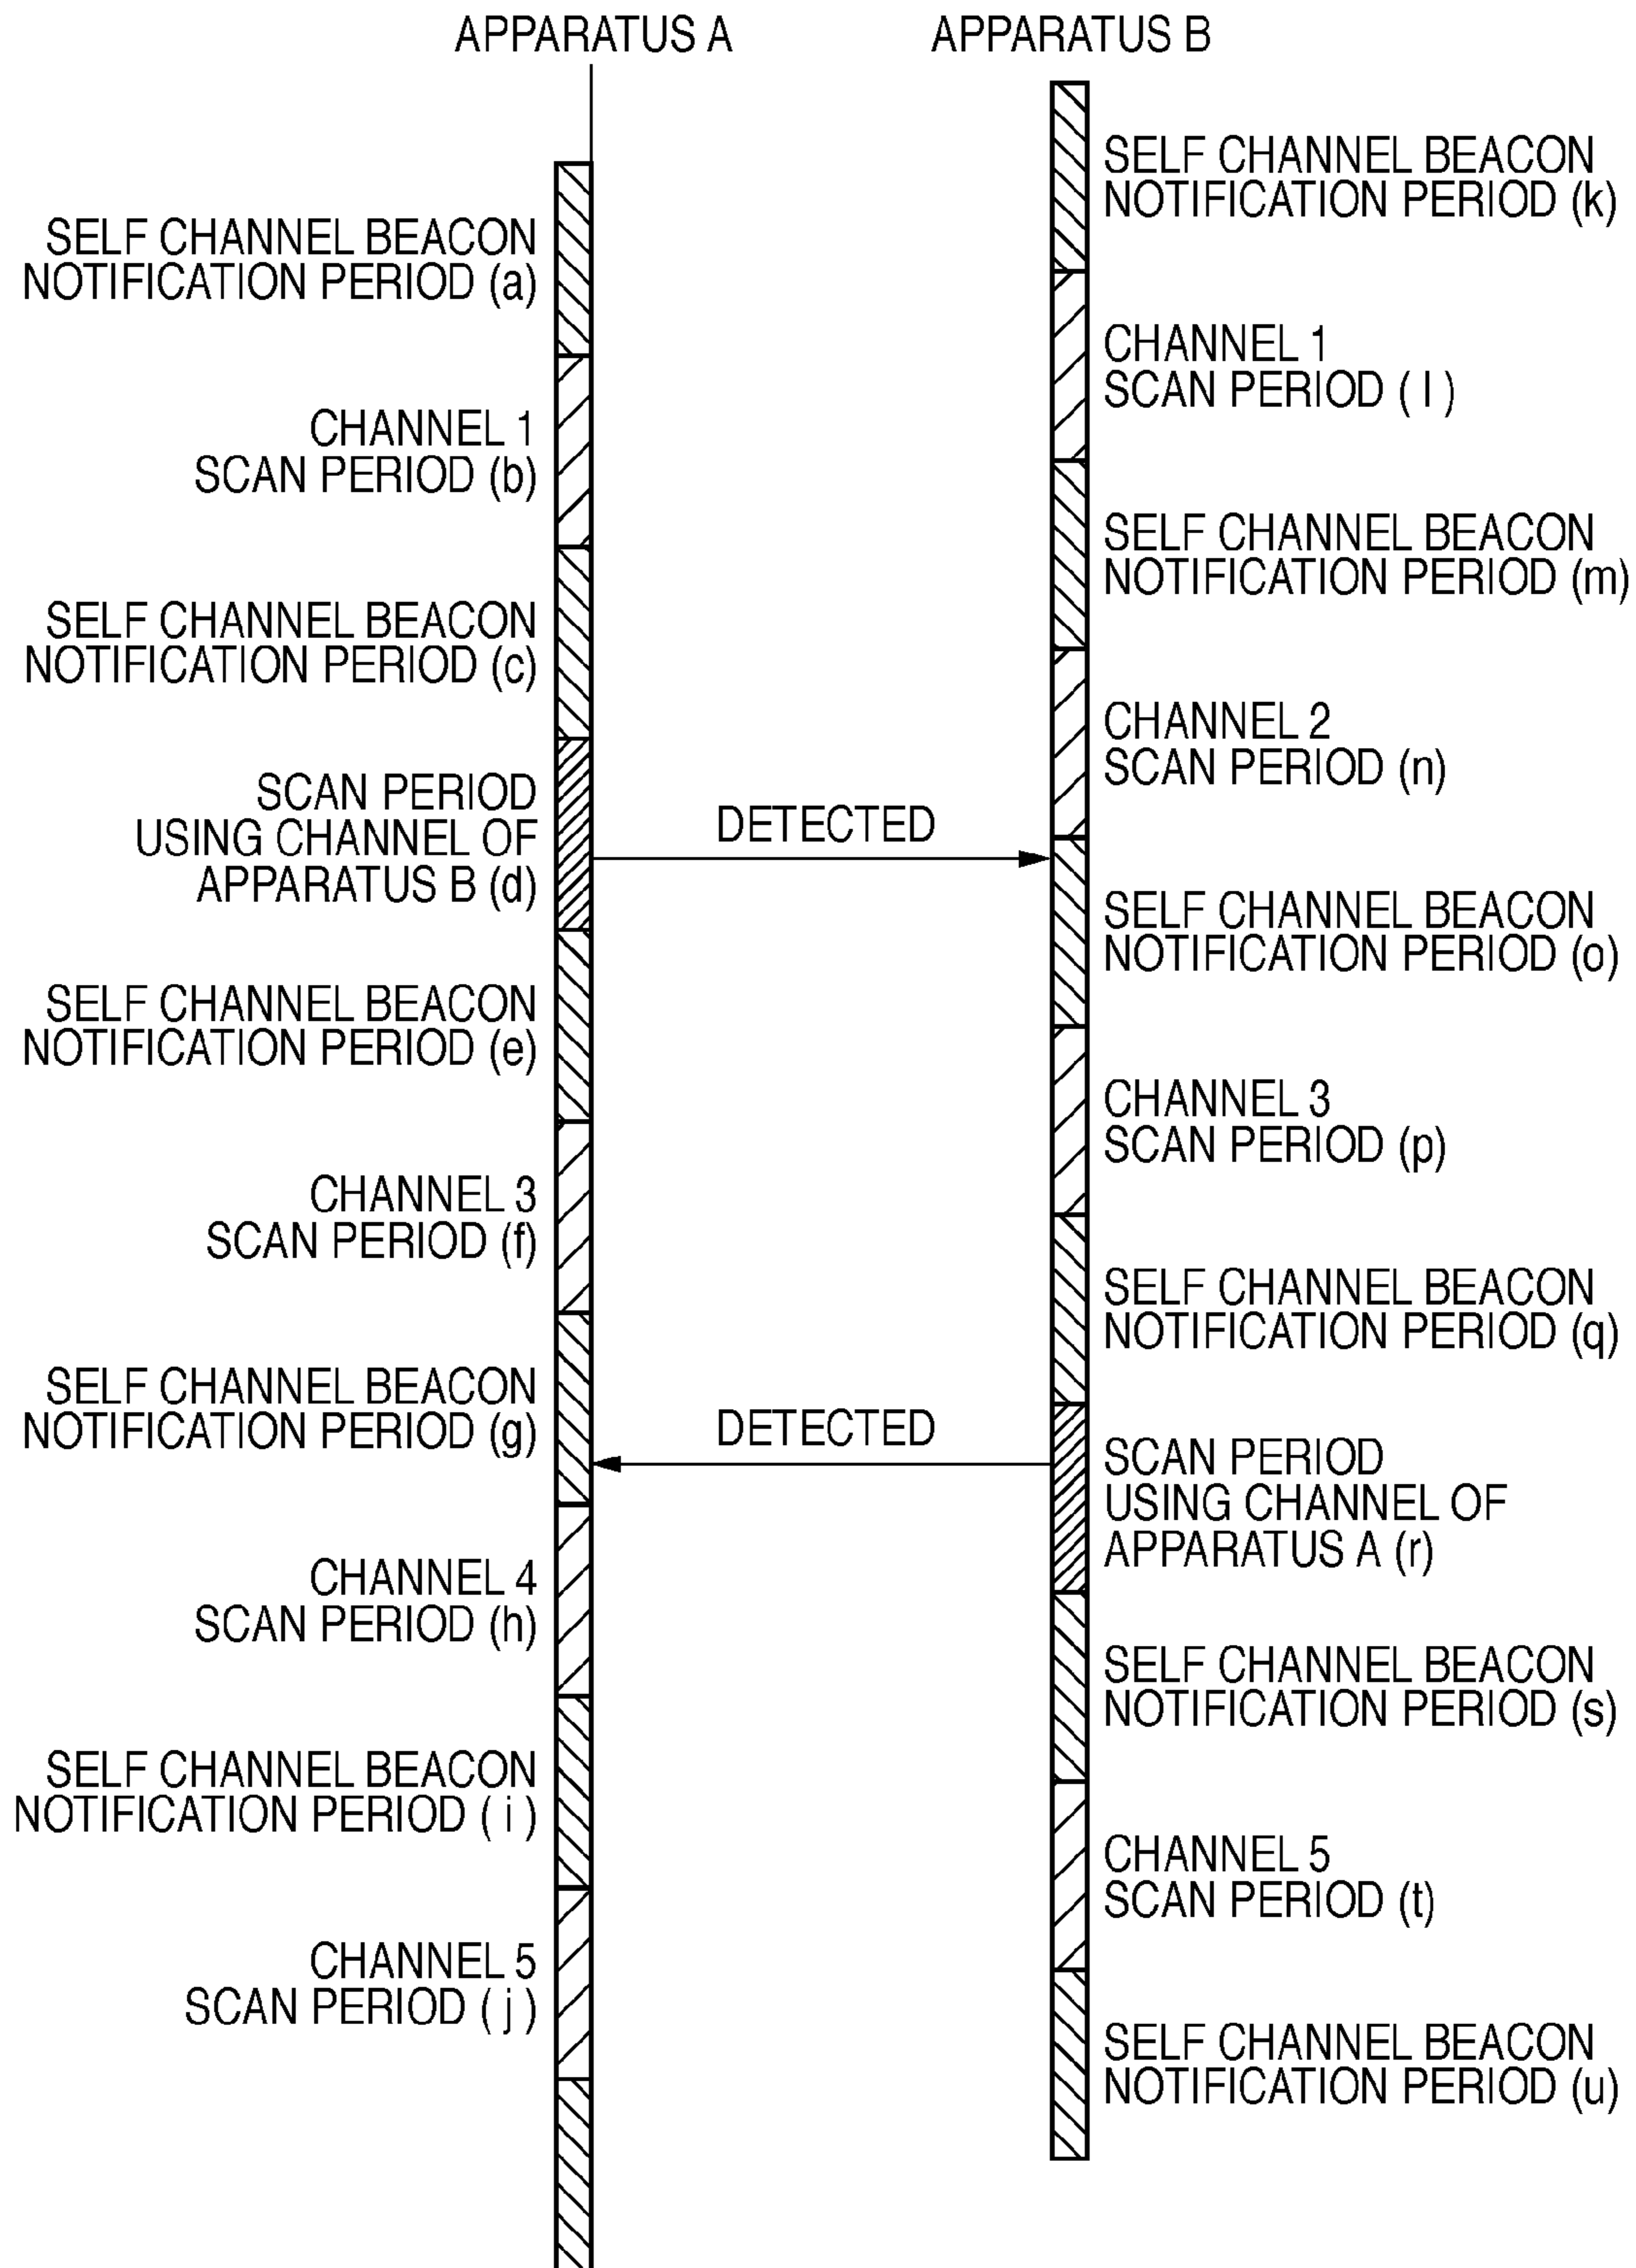 APPARATUS A
APPARATUS B
SELF CHANNEL BEACON
NOTIFICATION PERIOD (a)
CHANNEL 1
SCAN PERIOD (b)
SELF CHANNEL BEACON
NOTIFICATION PERIOD (c)
SCAN PERIOD
USING CHANNEL OF
APPARATUS B (d)
SELF CHANNEL BEACON
NOTIFICATION PERIOD (e)
CHANNEL 3
SCAN PERIOD (f)
SELF CHANNEL BEACON
NOTIFICATION PERIOD (g)
CHANNEL 4
SCAN PERIOD (h)
SELF CHANNEL BEACON
NOTIFICATION PERIOD ( i )
CHANNEL 5
SCAN PERIOD ( j )
DETECTED
DETECTED
SELF CHANNEL BEACON
NOTIFICATION PERIOD (k)
CHANNEL 1
SCAN PERIOD ( l )
SELF CHANNEL BEACON
NOTIFICATION PERIOD (m)
CHANNEL 2
SCAN PERIOD (n)
SELF CHANNEL BEACON
NOTIFICATION PERIOD (o)
CHANNEL 3
SCAN PERIOD (p)
SELF CHANNEL BEACON
NOTIFICATION PERIOD (q)
SCAN PERIOD
USING CHANNEL OF
APPARATUS A (r)
SELF CHANNEL BEACON
NOTIFICATION PERIOD (s)
CHANNEL 5
SCAN PERIOD (t)
SELF CHANNEL BEACON
NOTIFICATION PERIOD (u)